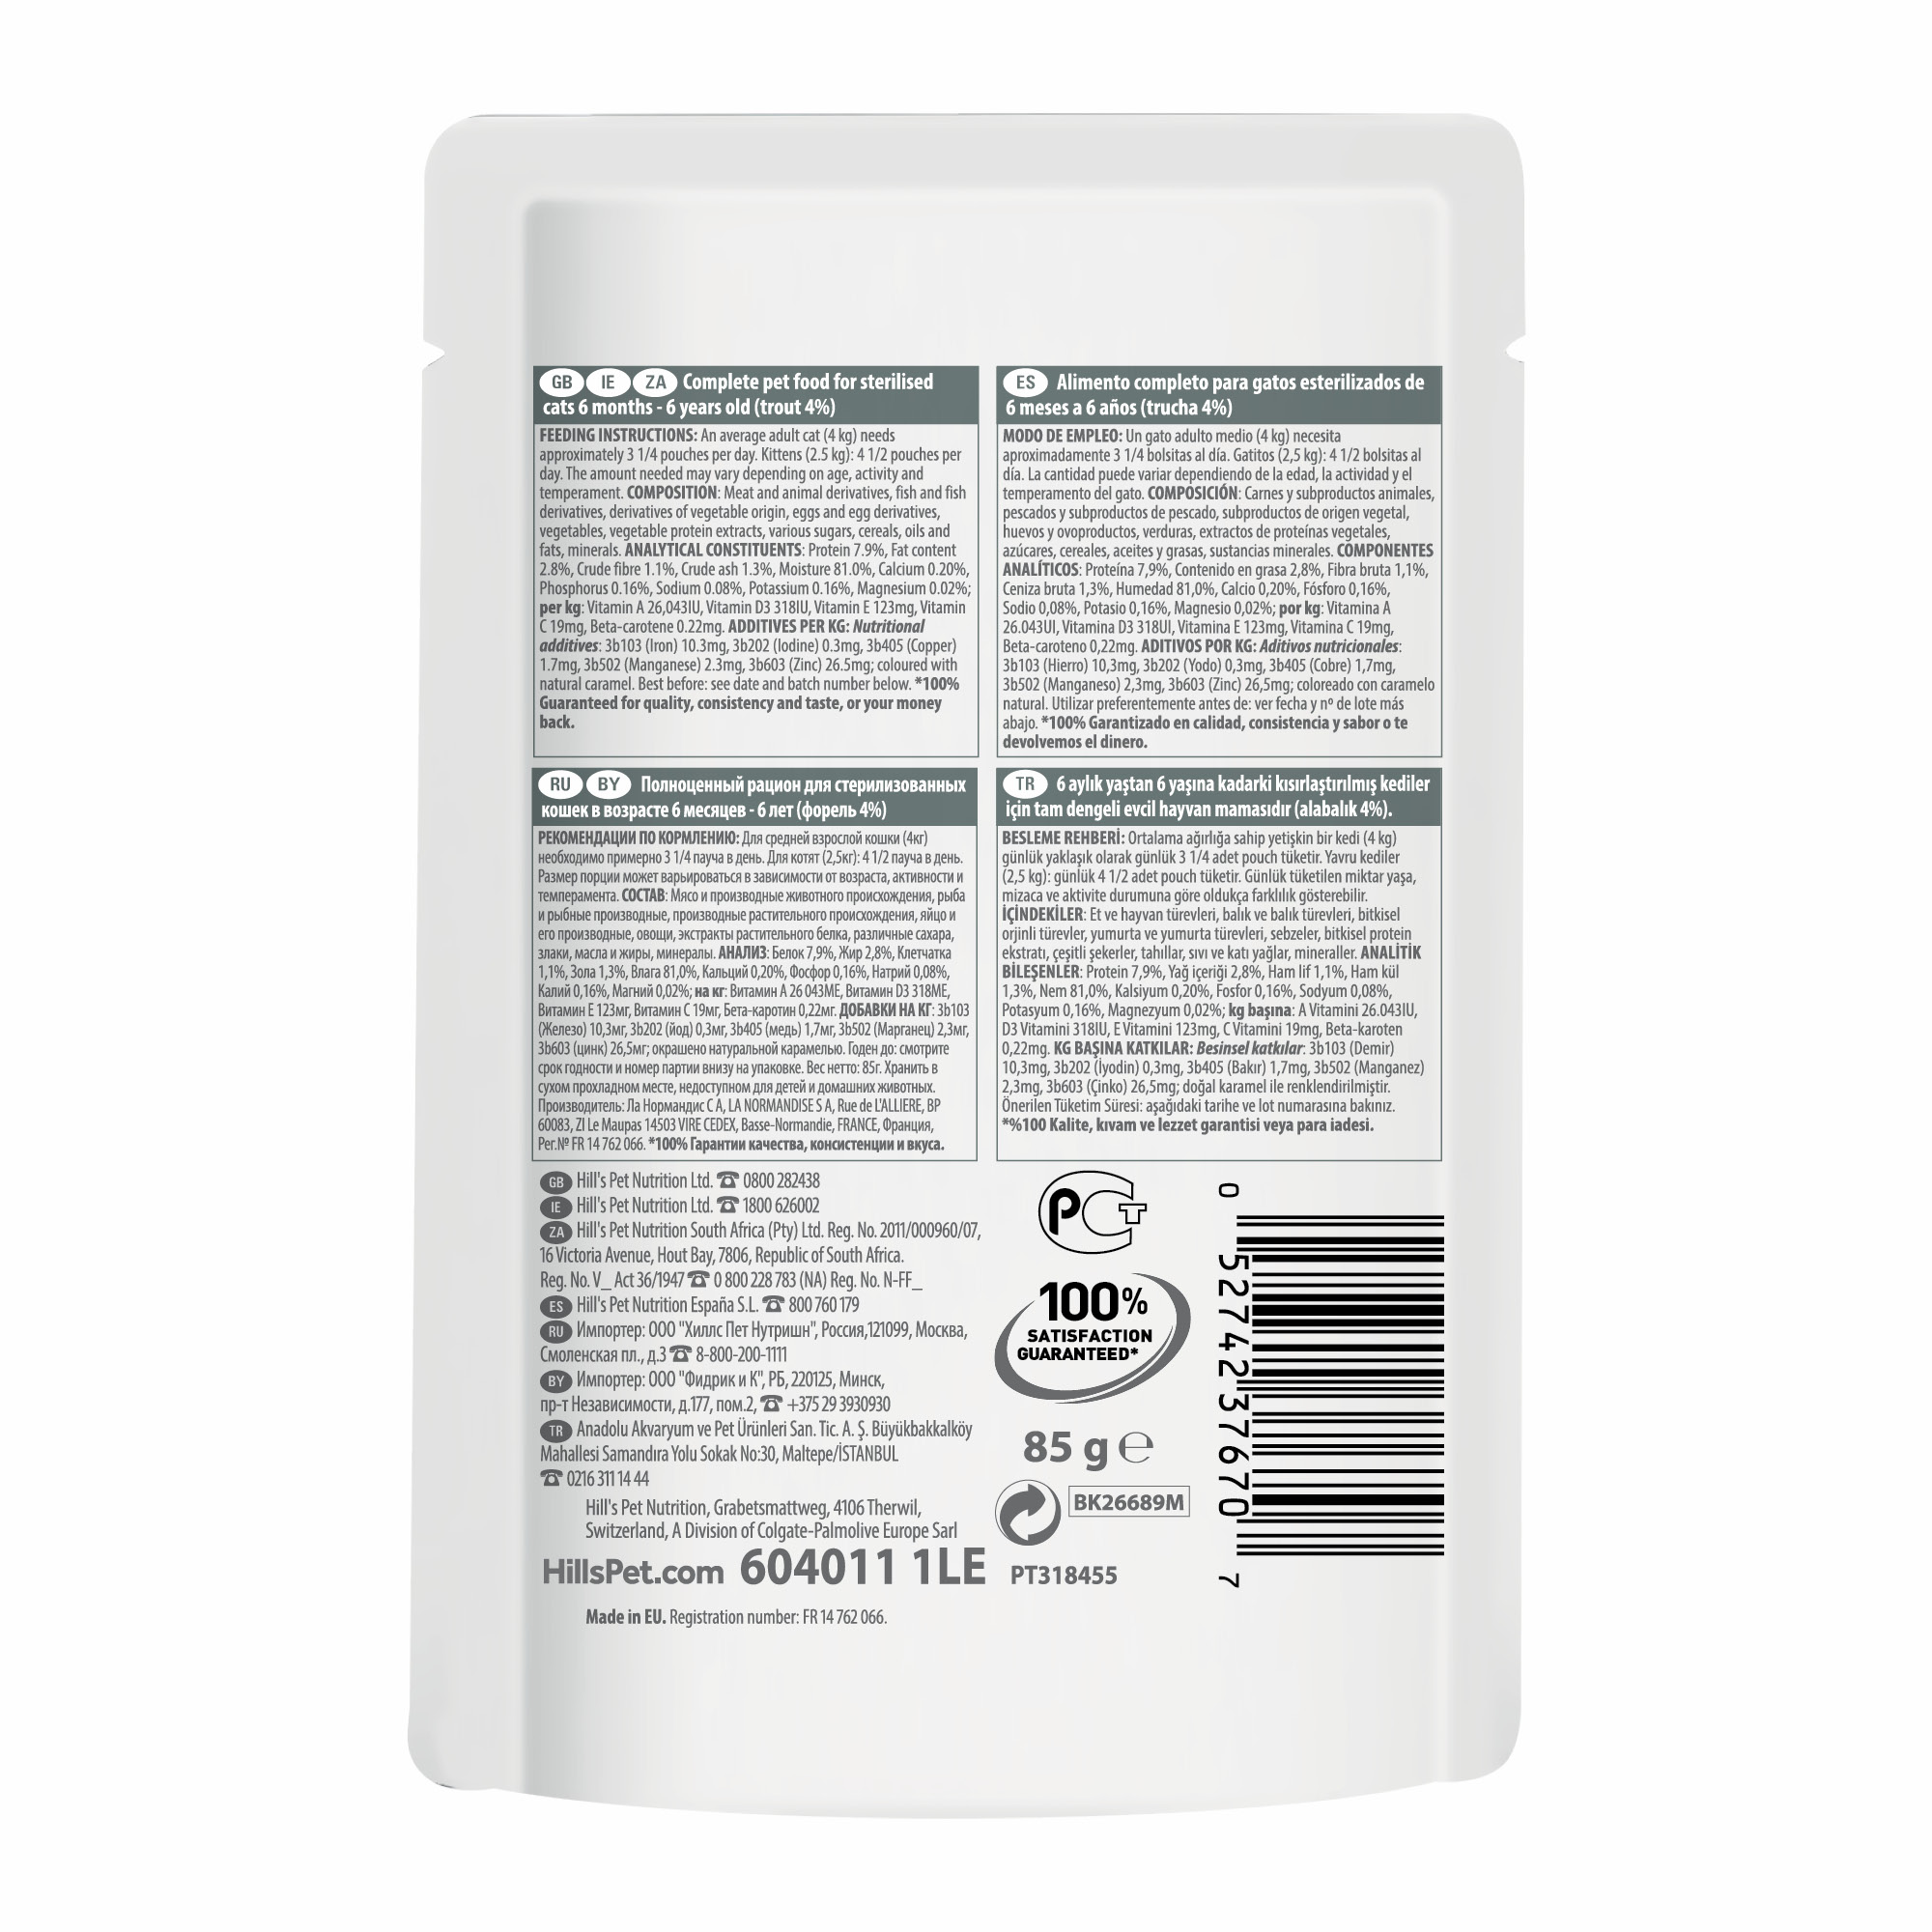 GB IE ZA Complete pet food for sterilised
cats 6 months - 6 years old (trout 4%)
FEEDING INSTRUCTIONS: An average adult cat (4 kg) needs
approximately 3 1/4 pouches per day. Kittens (2.5 kg): 4 1/2 pouches per
day. The amount needed may vary depending on age, activity and
temperament. COMPOSITION: Meat and animal derivatives, fish and fish
derivatives, derivatives of vegetable origin, eggs and egg derivatives,
vegetables, vegetable protein extracts, various sugars, cereals, oils and
fats, minerals. ANALYTICAL CONSTITUENTS: Protein 7.9%, Fat content
2.8%, Crude fibre 1.1%, Crude ash 1.3%, Moisture 81.0%, Calcium 0.20%,
Phosphorus 0.16%, Sodium 0.08%, Potassium 0.16%, Magnesium 0.02%;
per kg: Vitamin A 26,043IU, Vitamin D3 318IU, Vitamin E 123mg, Vitamin
C 19mg, Beta-carotene 0.22mg. ADDITIVES PER KG: Nutritional
additives: 3b103 (Iron) 10.3mg, 3b202 (Iodine) 0.3mg, 3b405 (Copper)
1.7mg, 3b502 (Manganese) 2.3mg, 3b603 (Zinc) 26.5mg; coloured with
natural caramel. Best before: see date and batch number below. *100%
Guaranteed for quality, consistency and taste, or your money
back.
ES Alimento completo para gatos esterilizados de
6 meses a 6 años (trucha 4%)
MODO DE EMPLEO: Un gato adulto medio (4 kg) necesita
aproximadamente 3 1/4 bolsitas al día. Gatitos (2,5 kg): 4 1/2 bolsitas al
día. La cantidad puede variar dependiendo de la edad, la actividad y el
temperamento del gato. COMPOSICIÓN: Carnes y subproductos animales,
pescados y subproductos de pescado, subproductos de origen vegetal,
huevos y ovoproductos, verduras, extractos de proteínas vegetales,
azúcares, cereales, aceites y grasas, sustancias minerales. COMPONENTES
ANALÍTICOS: Proteína 7,9%, Contenido en grasa 2,8%, Fibra bruta 1,1%,
Ceniza bruta 1,3%, Humedad 81,0%, Calcio 0,20%, Fósforo 0,16%,
Sodio 0,08%, Potasio 0,16%, Magnesio 0,02%; por kg: Vitamina A
26.043UI, Vitamina D3 318UI, Vitamina E 123mg, Vitamina C 19mg,
Beta-caroteno 0,22mg. ADITIVOS POR KG: Aditivos nutricionales:
3b103 (Hierro) 10,3mg, 3b202 (Yodo) 0,3mg, 3b405 (Cobre) 1,7mg,
3b502 (Manganeso) 2,3mg, 3b603 (Zinc) 26,5mg; coloreado con caramelo
natural. Utilizar preferentemente antes de: ver fecha y nº de lote más
abajo. *100% Garantizado en calidad, consistencia y sabor o te
devolvemos el dinero.
RU BY Полноценный рацион для стерилизованных
кошек в возрасте 6 месяцев - 6 лет (форель 4%)
РЕКОМЕНДАЦИИ ПО КОРМЛЕНИЮ: Для средней взрослой кошки (4кг)
необходимо примерно 3 1/4 пауча в день. Для котят (2,5кг): 4 1/2 пауча в день.
Размер порции может варьироваться в зависимости от возраста, активности и
темперамента. СОСТАВ: Мясо и производные животного происхождения, рыба
и рыбные производные, производные растительного происхождения, яйцо и
его производные, овощи, экстракты растительного белка, различные сахара,
злаки, масла и жиры, минералы. АНАЛИЗ: Белок 7,9%, Жир 2,8%, Клетчатка
1,1%, Зола 1,3%, Влага 81,0%, Кальций 0,20%, Фосфор 0,16%, Натрий 0,08%,
Калий 0,16%, Магний 0,02%; на кг: Витамин А 26 043МЕ, Витамин D3 318МЕ,
Витамин Е 123мг, Витамин С 19мг, Бета-каротин 0,22мг. ДОБАВКИ НА КГ: 3b103
(Железо) 10,3мг, 3b202 (йод) 0,3мг, 3b405 (медь) 1,7мг, 3b502 (Марганец) 2,3мг,
3b603 (цинк) 26,5мг; окрашено натуральной карамелью. Годен до: смотрите
срок годности и номер партии внизу на упаковке. Вес нетто: 85г. Хранить в
сухом прохладном месте, недоступном для детей и домашних животных.
Производитель: Ла Нормандис С А, LA NORMANDISE S A, Rue de L'ALLIERE, BP
60083, ZI Le Maupas 14503 VIRE CEDEX, Basse-Normandie, FRANCE, Франция,
Рег.№ FR 14 762 066. *100% Гарантии качества, консистенции и вкуса.
TR 6 aylık yaştan 6 yaşına kadarki kısırlaştırılmış kediler
için tam dengeli evcil hayvan mamasıdır (alabalık 4%).
BESLEME REHBERİ: Ortalama ağırlığa sahip yetişkin bir kedi (4 kg)
günlük yaklaşık olarak günlük 3 1/4 adet pouch tüketir. Yavru kediler
(2,5 kg): günlük 4 1/2 adet pouch tüketir. Günlük tüketilen miktar yaşa,
mizaca ve aktivite durumuna göre oldukça farklılık gösterebilir.
İÇİNDEKİLER: Et ve hayvan türevleri, balık ve balık türevleri, bitkisel
orjinli türevler, yumurta ve yumurta türevleri, sebzeler, bitkisel protein
ekstratı, çeşitli şekerler, tahıllar, sıvı ve katı yağlar, mineraller. ANALİTİK
BİLEŞENLER: Protein 7,9%, Yağ içeriği 2,8%, Ham lif 1,1%, Ham kül
1,3%, Nem 81,0%, Kalsiyum 0,20%, Fosfor 0,16%, Sodyum 0,08%,
Potasyum 0,16%, Magnezyum 0,02%; kg başına: A Vitamini 26.043IU,
D3 Vitamini 318IU, E Vitamini 123mg, C Vitamini 19mg, Beta-karoten
0,22mg. KG BAŞINA KATKILAR: Besinsel katkılar: 3b103 (Demir)
10,3mg, 3b202 (İyodin) 0,3mg, 3b405 (Bakır) 1,7mg, 3b502 (Manganez)
2,3mg, 3b603 (Çinko) 26,5mg; doğal karamel ile renklendirilmiştir.
Önerilen Tüketim Süresi: aşağıdaki tarihe ve lot numarasına bakınız.
*%100 Kalite, kıvam ve lezzet garantisi veya para iadesi.
GB Hill's Pet Nutrition Ltd. ☎ 0800 282438
IE Hill's Pet Nutrition Ltd. ☎ 1800 626002
ZA Hill's Pet Nutrition South Africa (Pty) Ltd. Reg. No. 2011/000960/07,
16 Victoria Avenue, Hout Bay, 7806, Republic of South Africa.
Reg. No. V_ Act 36/1947 ☎ 0 800 228 783 (NA) Reg. No. N-FF_
ES Hill's Pet Nutrition España S.L. ☎ 800 760 179
RU Импортер: ООО "Хиллс Пет Нутришн", Россия,121099, Москва,
Смоленская пл., д.3 ☎ 8-800-200-1111
BY Импортер: ООО "Фидрик и К", РБ, 220125, Минск,
пр-т Независимости, д.177, пом.2, ☎ +375 29 3930930
TR Anadolu Akvaryum ve Pet Ürünleri San. Tic. A. Ş. Büyükbakkalköy
Mahallesi Samandıra Yolu Sokak No:30, Maltepe/İSTANBUL
☎ 0216 311 14 44
Hill's Pet Nutrition, Grabetsmattweg, 4106 Therwil,
Switzerland, A Division of Colgate-Palmolive Europe Sarl
HillsPet.com 604011 1LE PT318455
Made in EU. Registration number: FR 14 762 066.
РСТ
100%
SATISFACTION
GUARANTEED*
85 g ℮
BK26689M
0 52742 37670 7